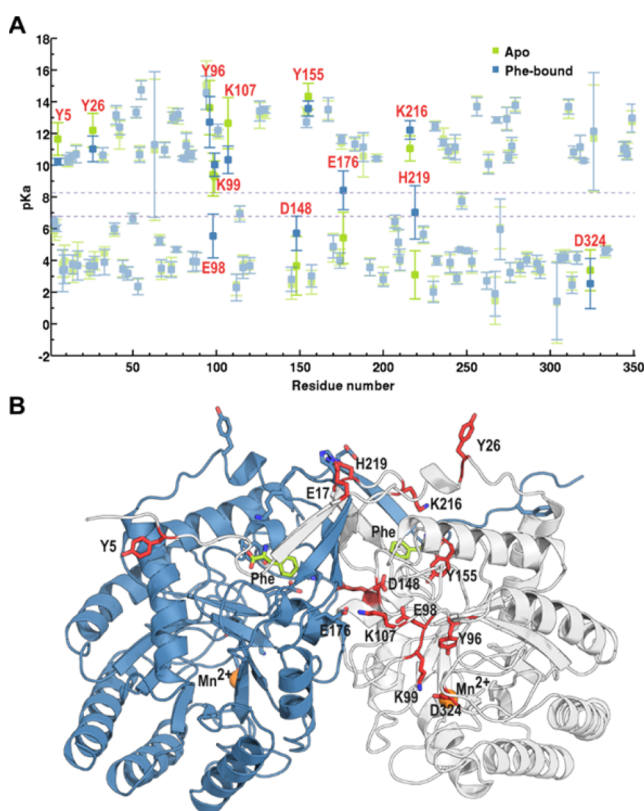 A
18
16
14
12
10
8
6
4
2
0
-2
pKa
Apo
Phe-bound
Y5
Y26
Y96
K107
Y155
K216
E176
H219
K99
D148
E98
D324
50
100
150
200
250
300
350
Residue number
B
H219
Y26
E17
K216
Y5
Phe
Phe
D148
Y155
E176
K107
E98
Y96
Mn2+
K99
Mn2+
D324